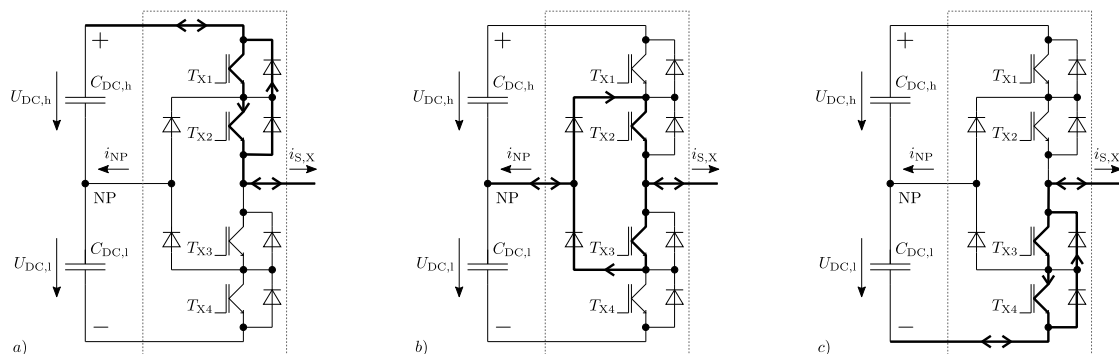 +
T_X1
C_DC,h
U_DC,h
T_X2
i_NP
i_S,X
NP
C_DC,l
T_X3
U_DC,l
T_X4
−
a)
+
T_X1
C_DC,h
U_DC,h
T_X2
i_NP
i_S,X
NP
C_DC,l
T_X3
U_DC,l
T_X4
−
b)
+
T_X1
C_DC,h
U_DC,h
T_X2
i_NP
i_S,X
NP
C_DC,l
T_X3
U_DC,l
T_X4
−
c)